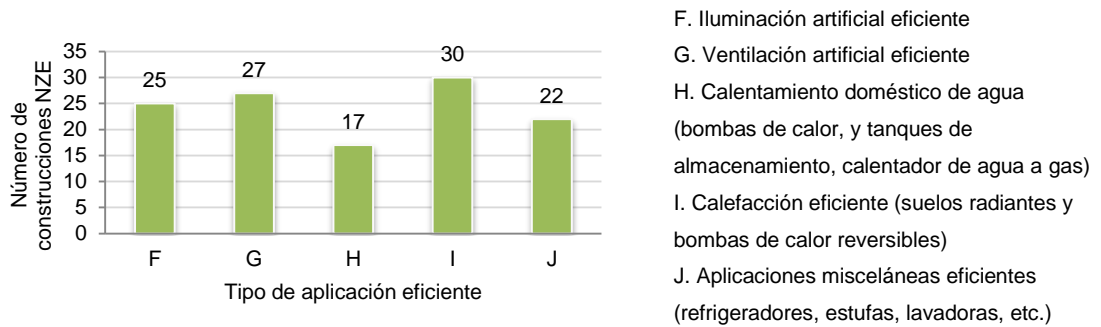 35
30
25
20
15
10
5
0
25
27
17
30
22
F
G
H
I
J
Número de
construcciones NZE
Tipo de aplicación eficiente
F. Iluminación artificial eficiente
G. Ventilación artificial eficiente
H. Calentamiento doméstico de agua
(bombas de calor, y tanques de
almacenamiento, calentador de agua a gas)
I. Calefacción eficiente (suelos radiantes y
bombas de calor reversibles)
J. Aplicaciones misceláneas eficientes
(refrigeradores, estufas, lavadoras, etc.)